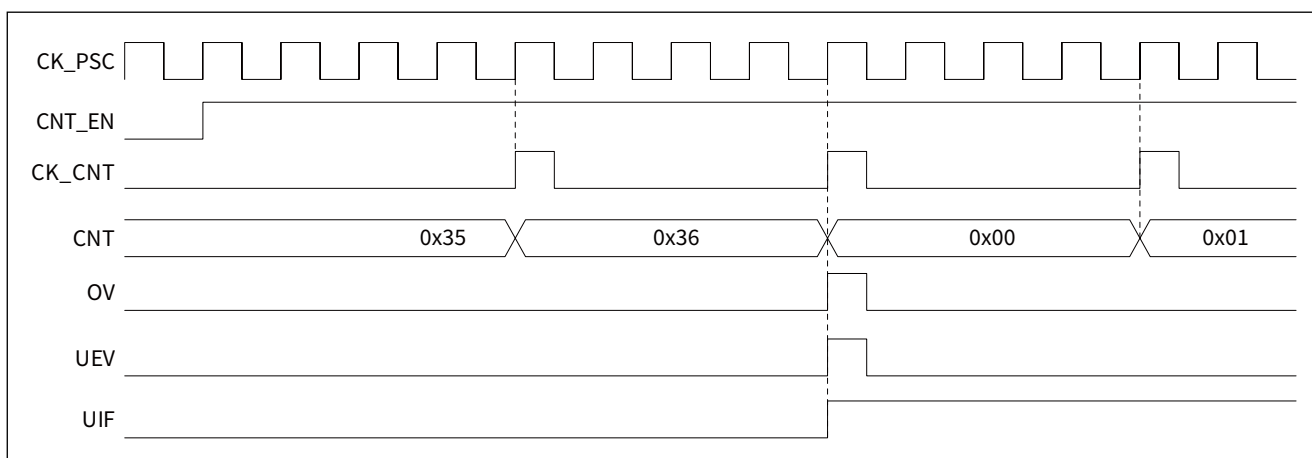 CK_PSC
CNT_EN
CK_CNT
CNT 0x35 0x36 0x00 0x01
OV
UEV
UIF